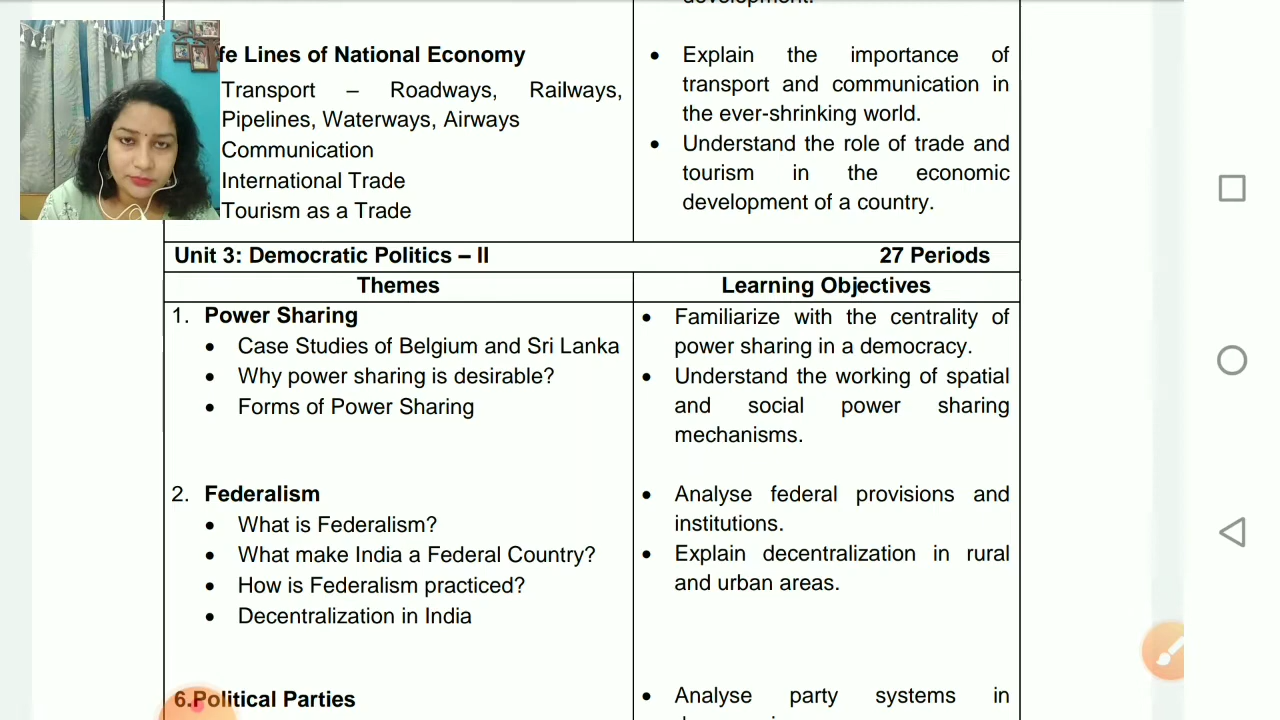 fe Lines of National Economy
Transport – Roadways, Railways,
Pipelines, Waterways, Airways
Communication
International Trade
Tourism as a Trade
• Explain the importance of
transport and communication in
the ever-shrinking world.
• Understand the role of trade and
tourism in the economic
development of a country.
Unit 3: Democratic Politics – II 27 Periods
Themes Learning Objectives
1. Power Sharing
• Case Studies of Belgium and Sri Lanka
• Why power sharing is desirable?
• Forms of Power Sharing
• Familiarize with the centrality of
power sharing in a democracy.
• Understand the working of spatial
and social power sharing
mechanisms.
2. Federalism
• What is Federalism?
• What make India a Federal Country?
• How is Federalism practiced?
• Decentralization in India
• Analyse federal provisions and
institutions.
• Explain decentralization in rural
and urban areas.
6.Political Parties
• Analyse party systems in